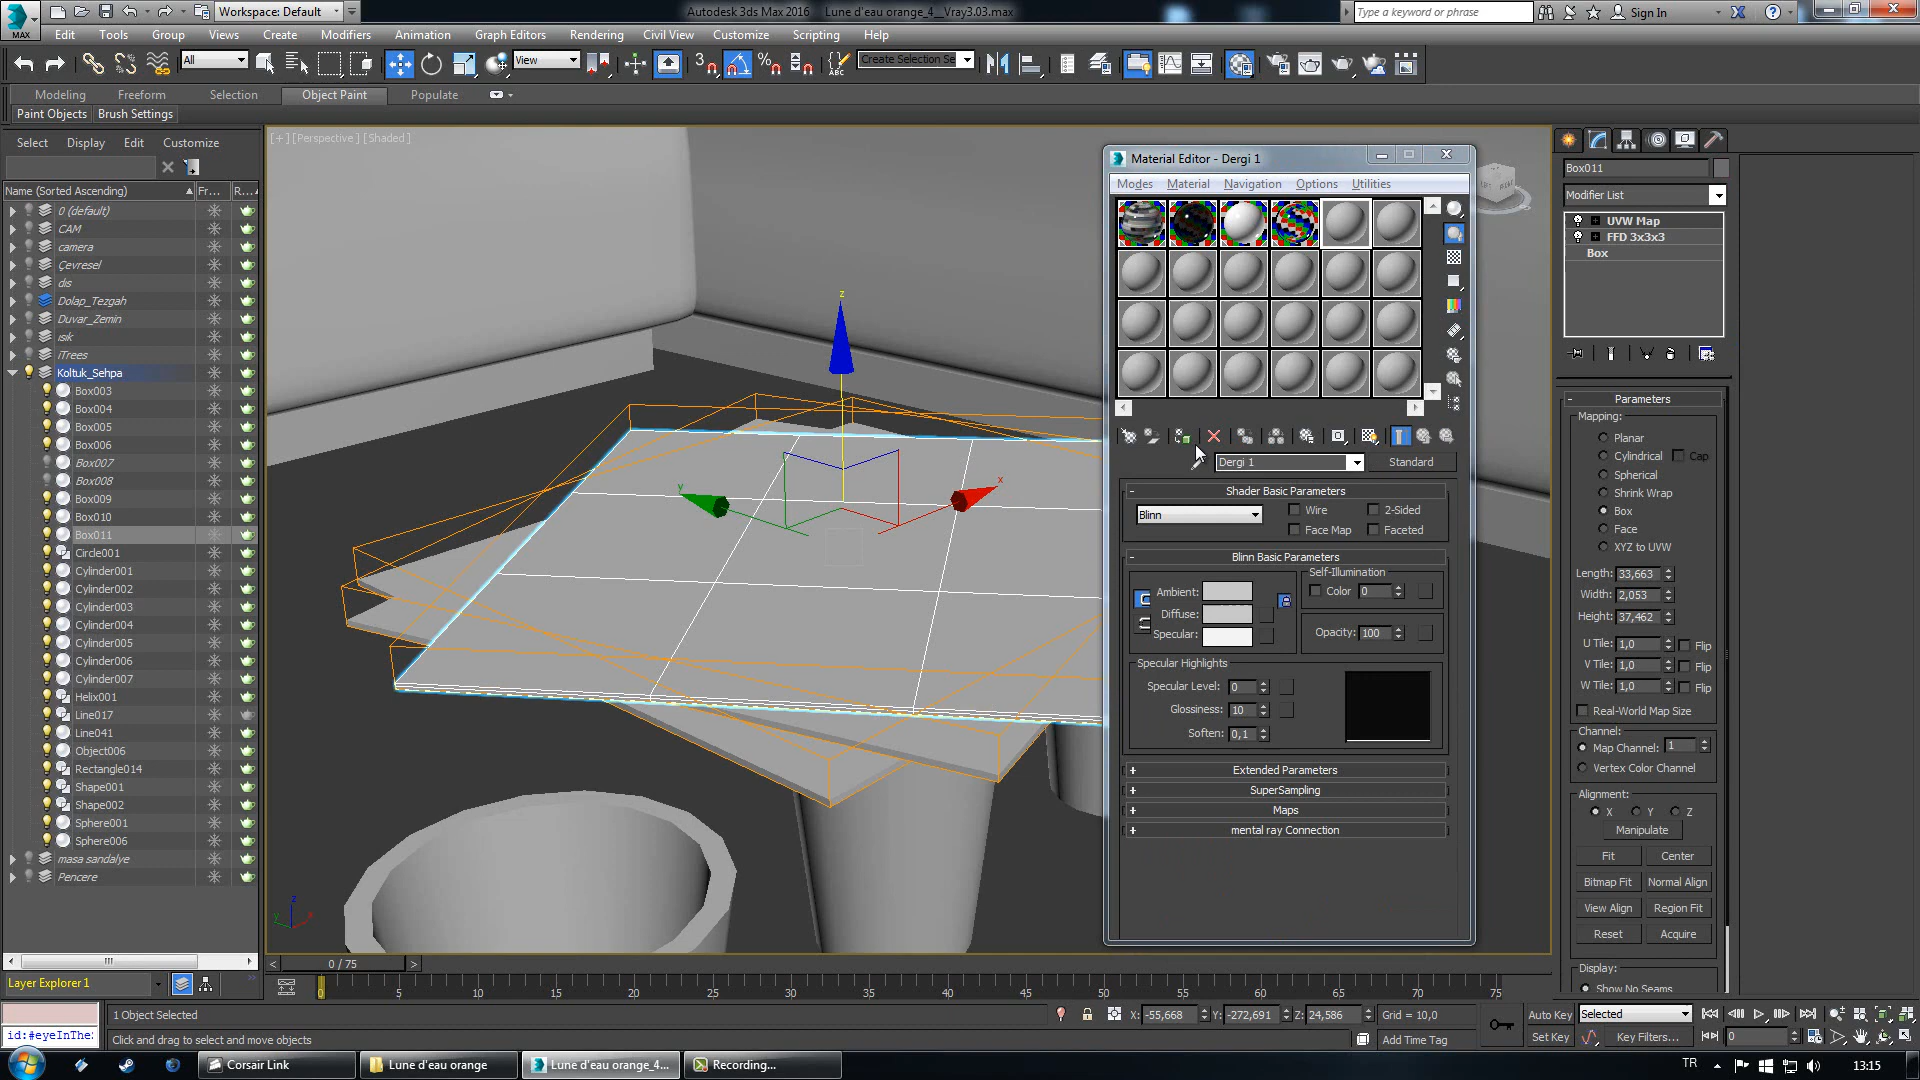 MAX
Workspace: Default
Autodesk 3ds Max 2016 Lune d'eau orange_4__Vray3.03.max
Type a keyword or phrase
Sign In
Edit Tools Group Views Create Modifiers Animation Graph Editors Rendering Civil View Customize Scripting Help
All
View
Create Selection Se
Modeling Freeform Selection Object Paint Populate
Paint Objects Brush Settings
Select Display Edit Customize
Name (Sorted Ascending) Fr... R...
0 (default)
CAM
camera
Çevresel
dis
Dolap_Tezgah
Duvar_Zemin
isik
iTrees
Koltuk_Sehpa
Box003
Box004
Box005
Box006
Box007
Box008
Box009
Box010
Box011
Circle001
Cylinder001
Cylinder002
Cylinder003
Cylinder004
Cylinder005
Cylinder006
Cylinder007
Helix001
Line017
Line041
Object006
Rectangle014
Shape001
Shape002
Sphere001
Sphere006
masa sandalye
Pencere
[+] [Perspective] [Shaded]
z
y
x
Material Editor - Dergi 1
Modes Material Navigation Options Utilities
Dergi 1 Standard
Shader Basic Parameters
Blinn Wire 2-Sided
Face Map Faceted
Blinn Basic Parameters
Self-Illumination
Ambient: Color 0
Diffuse:
Specular: Opacity: 100
Specular Highlights
Specular Level: 0
Glossiness: 10
Soften: 0,1
Extended Parameters
SuperSampling
Maps
mental ray Connection
Box011
Modifier List
UVW Map
FFD 3x3x3
Box
Parameters
Mapping:
Planar
Cylindrical Cap
Spherical
Shrink Wrap
Box
Face
XYZ to UVW
Length: 33,663
Width: 2,053
Height: 37,462
U Tile: 1,0 Flip
V Tile: 1,0 Flip
W Tile: 1,0 Flip
Real-World Map Size
Channel:
Map Channel: 1
Vertex Color Channel
Alignment:
X Y Z
Manipulate
Fit Center
Bitmap Fit Normal Align
View Align Region Fit
Reset Acquire
Display:
Show No Seams
0 / 75
Layer Explorer 1
0 5 10 15 20 25 30 35 40 45 50 55 60 65 70 75
1 Object Selected
X: -55,668 Y: -272,691 Z: 24,586 Grid = 10,0
Auto Key Selected
id:#eyeInThe:
Click and drag to select and move objects
Add Time Tag
Set Key Key Filters... 0
Corsair Link
Lune d'eau orange
Lune d'eau orange_4...
Recording...
TR
13:15